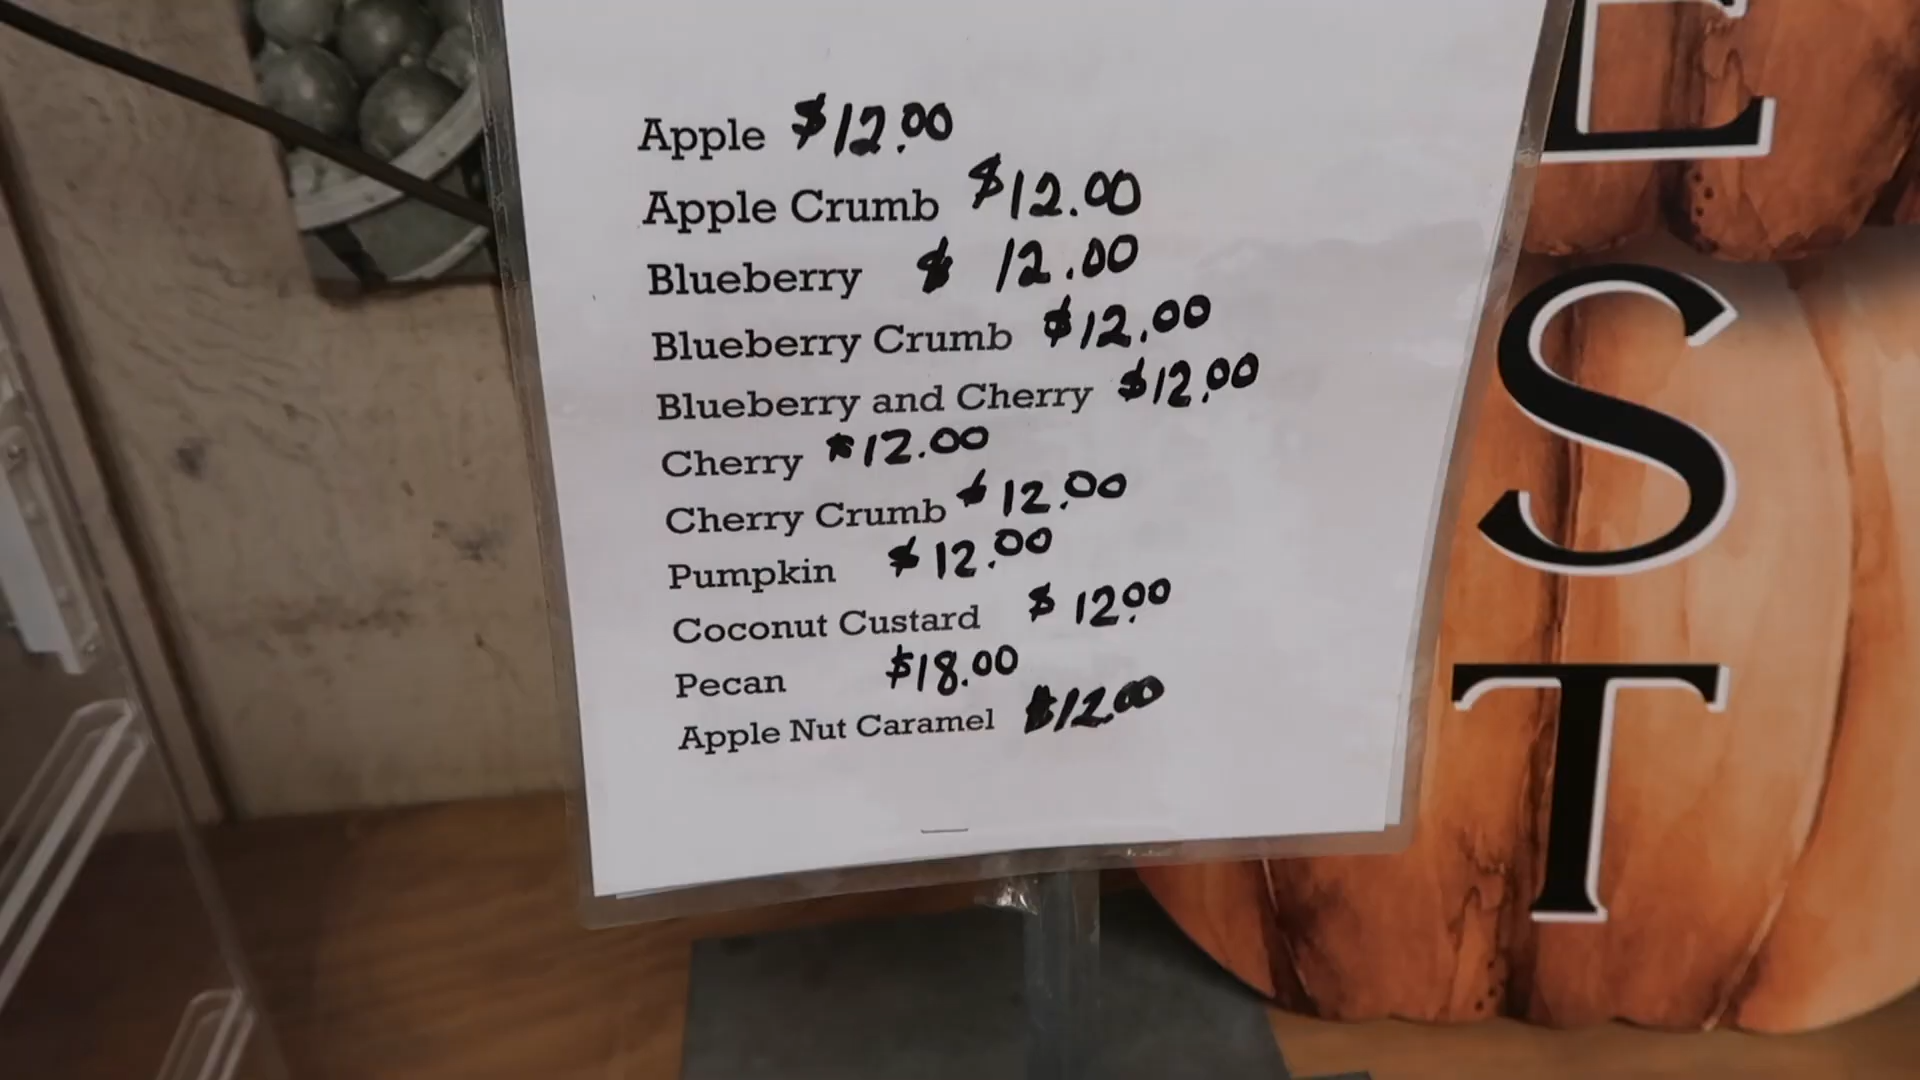 Apple $12.00
Apple Crumb $12.00
Blueberry $ 12.00
Blueberry Crumb $12.00
Blueberry and Cherry $12.00
Cherry $12.00
Cherry Crumb $12.00
Pumpkin $12.00
Coconut Custard $12.00
Pecan $18.00
Apple Nut Caramel $12.00
E
S
T